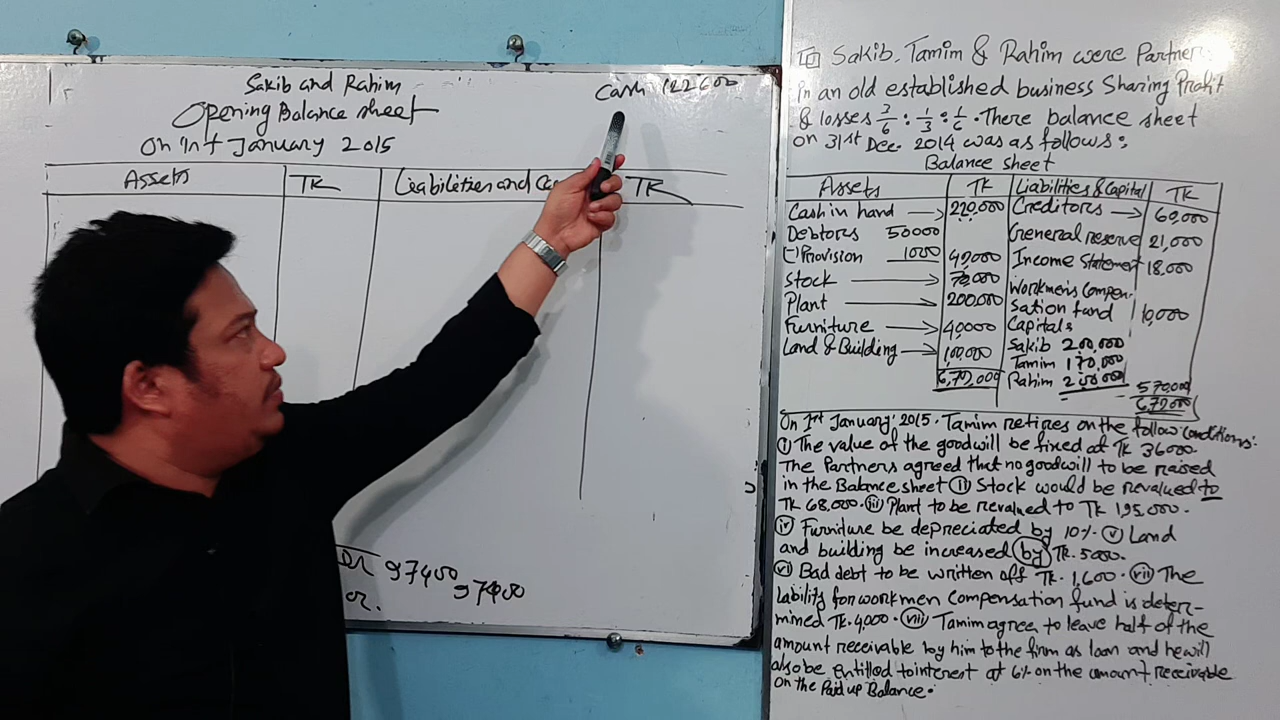 Sakib and Rahim
Opening Balance sheet
On 1st January 2015
Cash 122600
Assets TK Liabilities and Ca TK
97400 97400
or.
Sakib, Tamim & Rahim were Partner
in an old established business Sharing Profit
& losses 3/6 : 1/3 : 1/6 . There balance sheet
on 31st Dec. 2014 was as follows:
Balance sheet
Assets TK Liabilities & Capital TK
Cash in hand 220,000 Creditors 60,000
Debtors 50000 General reserve 21,000
(-) Provision 1000 49,000 Income Statement 18,000
Stock 70,000 Workmen's Compen-
Plant 200,000 sation fund 10,000
Furniture 40000 Capitals
Land & Building 100,000 Sakib 200,000
Tamim 170,000
6,79,000 Rahim 200,000 570,000
6,79,000
On 1st January' 2015. Tamim retires on the follow conditions:
(i) The value of the goodwill be fixed at TK 36000.
The Partners agreed that no goodwill to be raised
in the Balance sheet (ii) Stock would be revalued to
TK 68,000. (iii) Plant to be revalued to TK 195,000.
(iv) Furniture be depreciated by 10% (v) Land
and building be increased by TK. 5000.
(vi) Bad debt to be written off TK. 1,600. (vii) The
liability for workmen Compensation fund is deter-
mined TK. 4,000. (viii) Tamim agree to leave half of the
amount receivable by him to the firm as loan and he will
also be entilled to interest at 6% on the amount receivable
on the Paid up Balance.